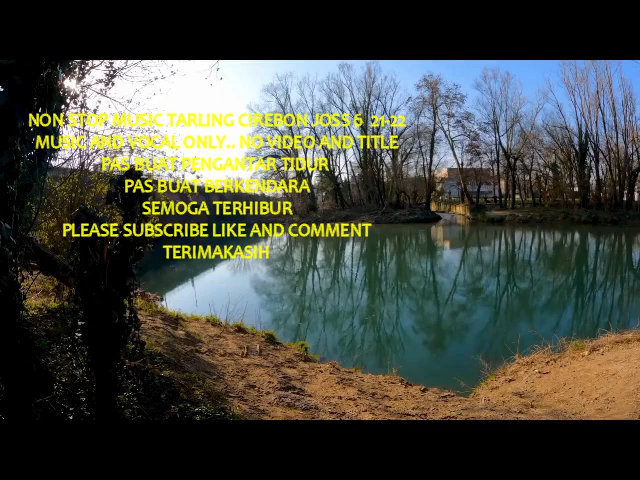 NON STOP MUSIC TARLING CIREBON JOSS 6  21-22
MUSIC AND VOCAL ONLY.. NO VIDEO AND TITLE
PAS BUAT PENGANTAR TIDUR
PAS BUAT BERKENDARA
SEMOGA TERHIBUR
PLEASE SUBSCRIBE LIKE AND COMMENT
TERIMAKASIH